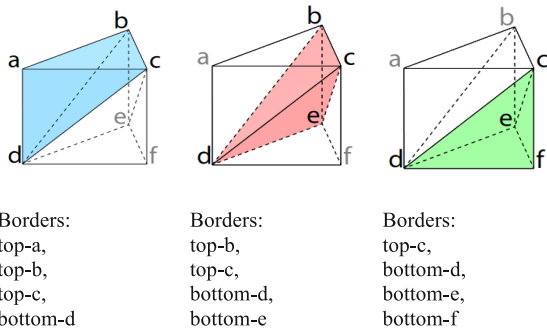 b
a
c
e
d
f
b
a
c
e
d
f
b
a
c
e
d
f
Borders:
top-a,
top-b,
top-c,
bottom-d
Borders:
top-b,
top-c,
bottom-d,
bottom-e
Borders:
top-c,
bottom-d,
bottom-e,
bottom-f